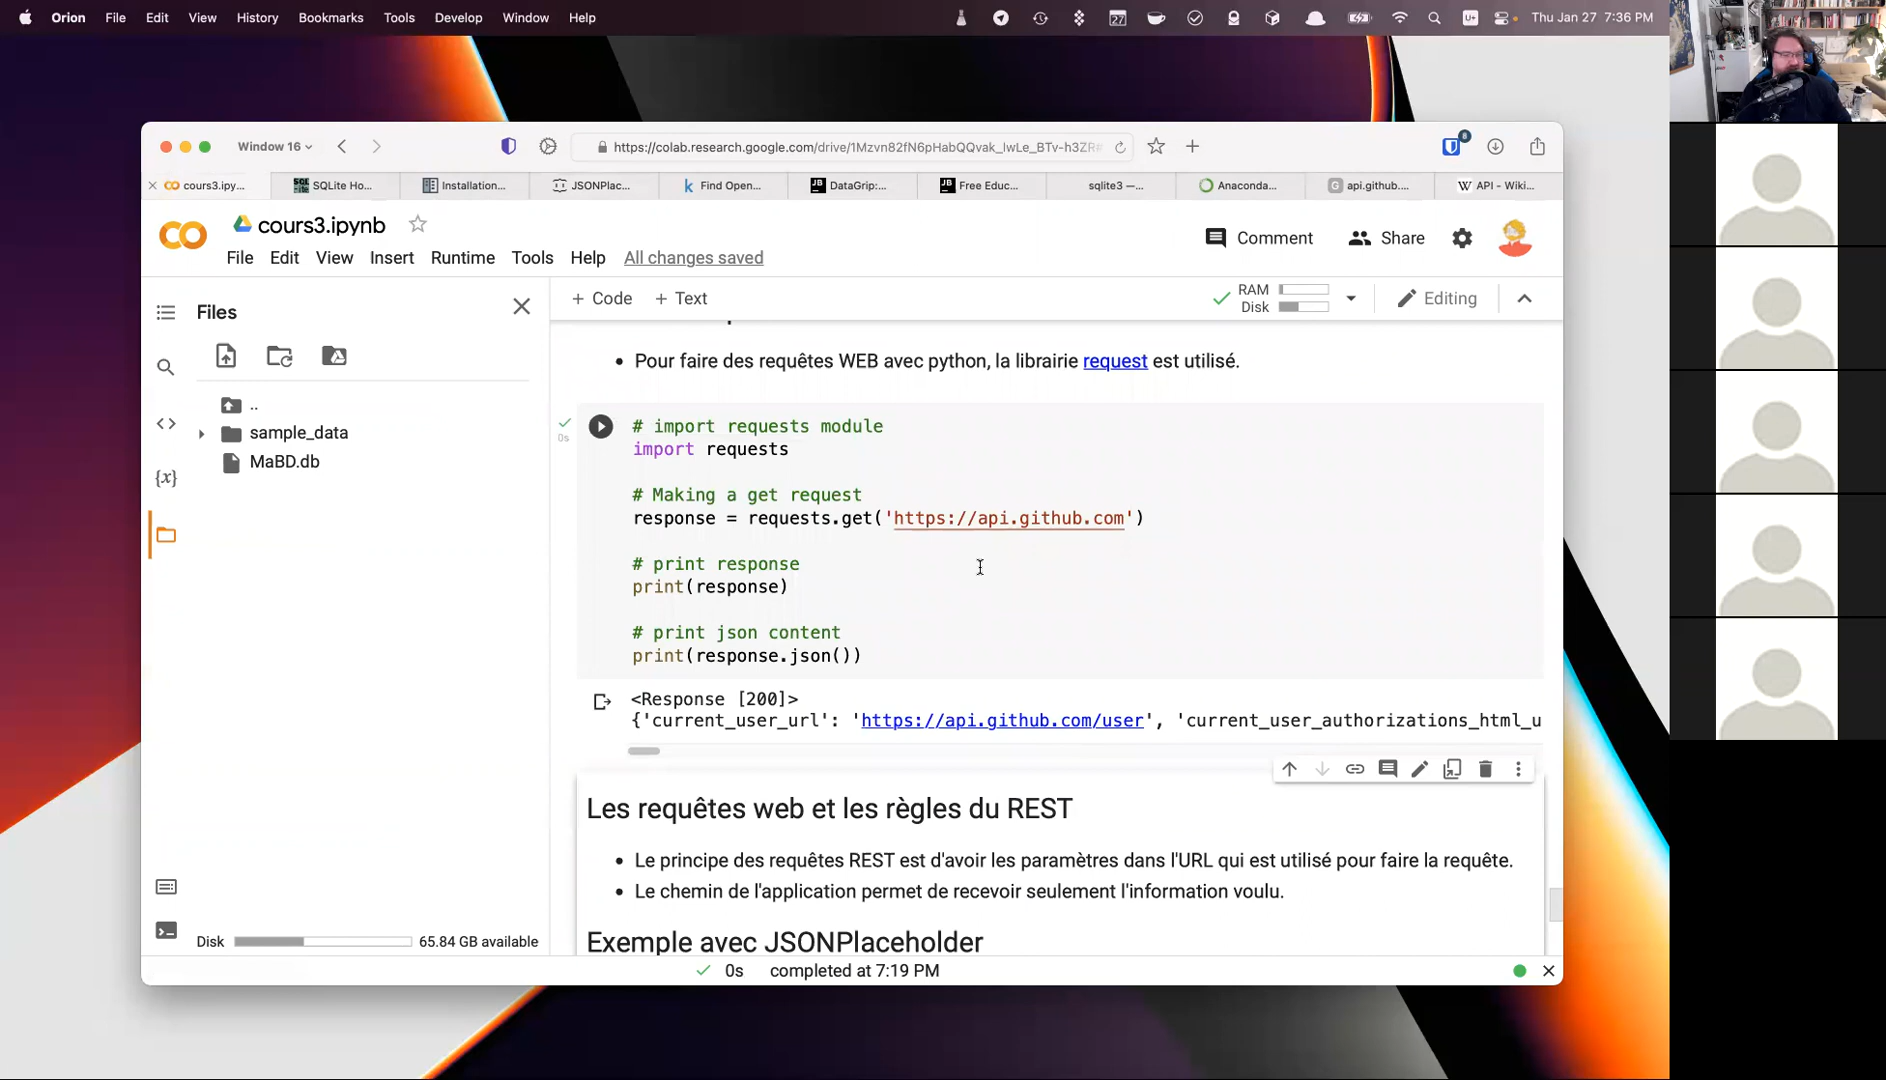 Orion File Edit View History Bookmarks Tools Develop Window Help 27 U+ Thu Jan 27 7:36 PM
Window 16 https://colab.research.google.com/drive/1Mzvn82fN6pHabQQvak_lwLe_BTv-h3ZR# 8
cours3.ipy... SQLite Ho... Installation... JSONPlac... Find Open... DataGrip:... Free Educ... sqlite3 —... Anaconda... api.github.... API - Wiki...
cours3.ipynb
Comment Share
File Edit View Insert Runtime Tools Help All changes saved
Files
+ Code + Text
RAM
Disk
Editing
..
sample_data
MaBD.db
{x}
Disk 65.84 GB available
• Pour faire des requêtes WEB avec python, la librairie request est utilisé.
0s
# import requests module
import requests
# Making a get request
response = requests.get('https://api.github.com')
# print response
print(response)
# print json content
print(response.json())
<Response [200]>
{'current_user_url': 'https://api.github.com/user', 'current_user_authorizations_html_u
Les requêtes web et les règles du REST
• Le principe des requêtes REST est d'avoir les paramètres dans l'URL qui est utilisé pour faire la requête.
• Le chemin de l'application permet de recevoir seulement l'information voulu.
Exemple avec JSONPlaceholder
0s completed at 7:19 PM